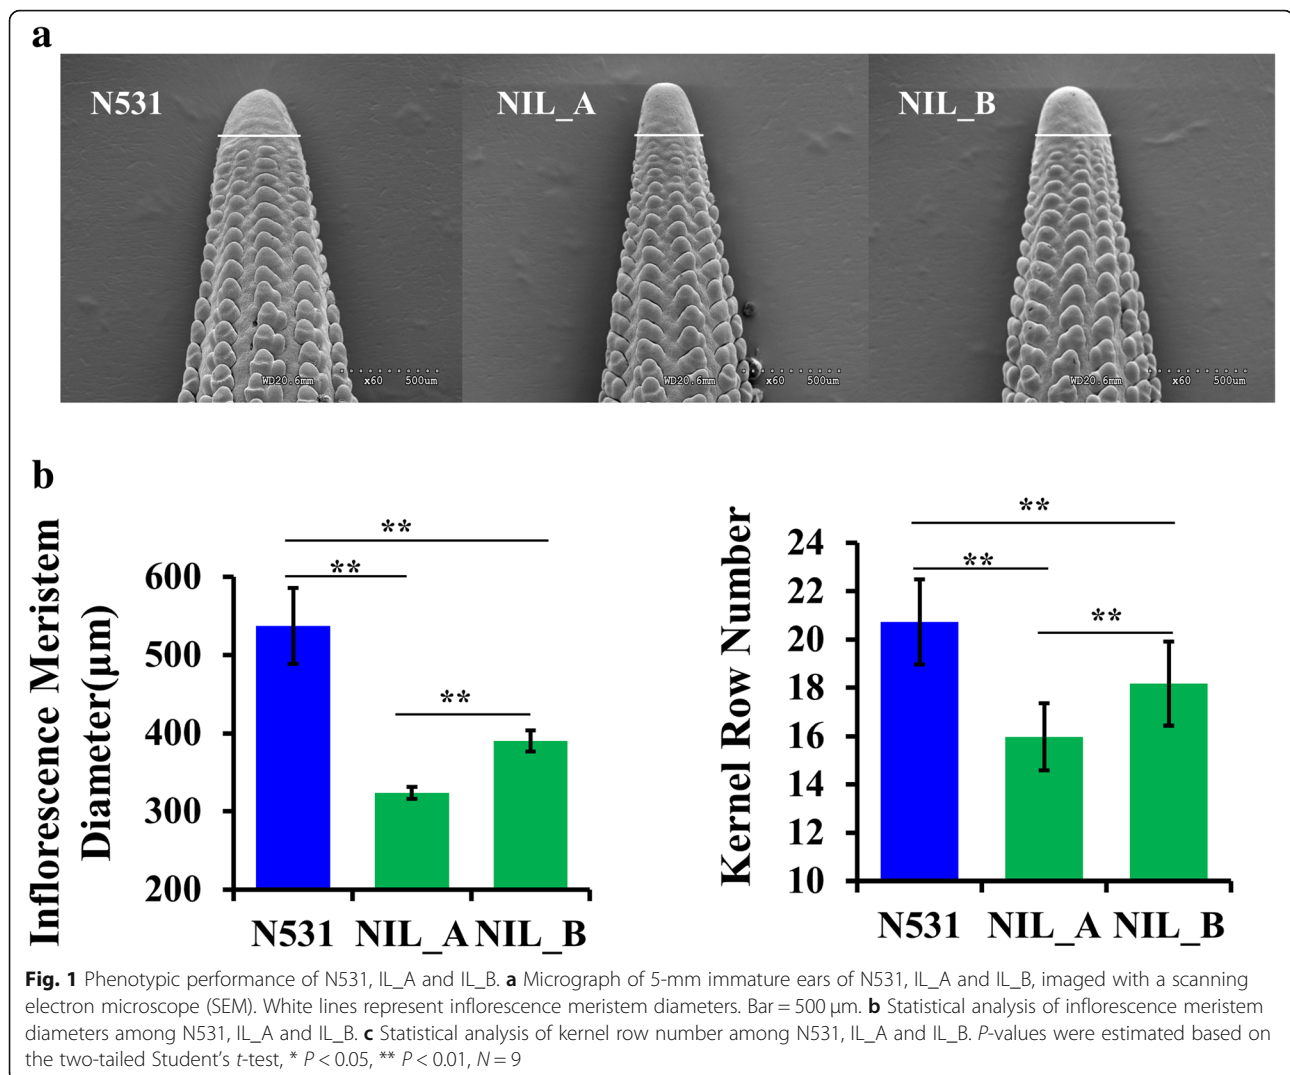 a
N531
NIL_A
NIL_B
WD20.6mm x60 500um
WD20.6mm x60 500um
WD20.6mm x60 500um
b
Inflorescence Meristem
Diameter(μm)
600
500
400
300
200
**
**
**
N531 NIL_A NIL_B
Kernel Row Number
24
22
20
18
16
14
12
10
**
**
**
N531 NIL_A NIL_B
Fig. 1 Phenotypic performance of N531, IL_A and IL_B. a Micrograph of 5-mm immature ears of N531, IL_A and IL_B, imaged with a scanning
electron microscope (SEM). White lines represent inflorescence meristem diameters. Bar = 500 μm. b Statistical analysis of inflorescence meristem
diameters among N531, IL_A and IL_B. c Statistical analysis of kernel row number among N531, IL_A and IL_B. P-values were estimated based on
the two-tailed Student’s t-test, * P < 0.05, ** P < 0.01, N = 9